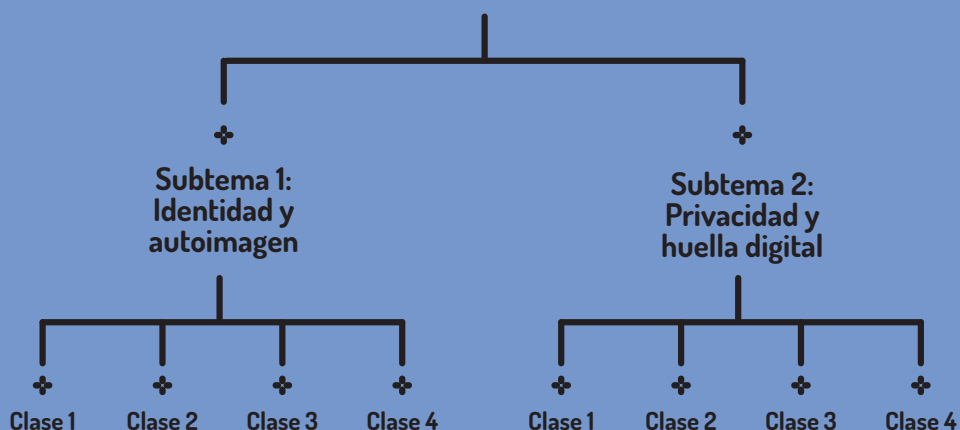 Subtema 1:
Identidad y
autoimagen
Subtema 2:
Privacidad y
huella digital
Clase 1
Clase 2
Clase 3
Clase 4
Clase 1
Clase 2
Clase 3
Clase 4